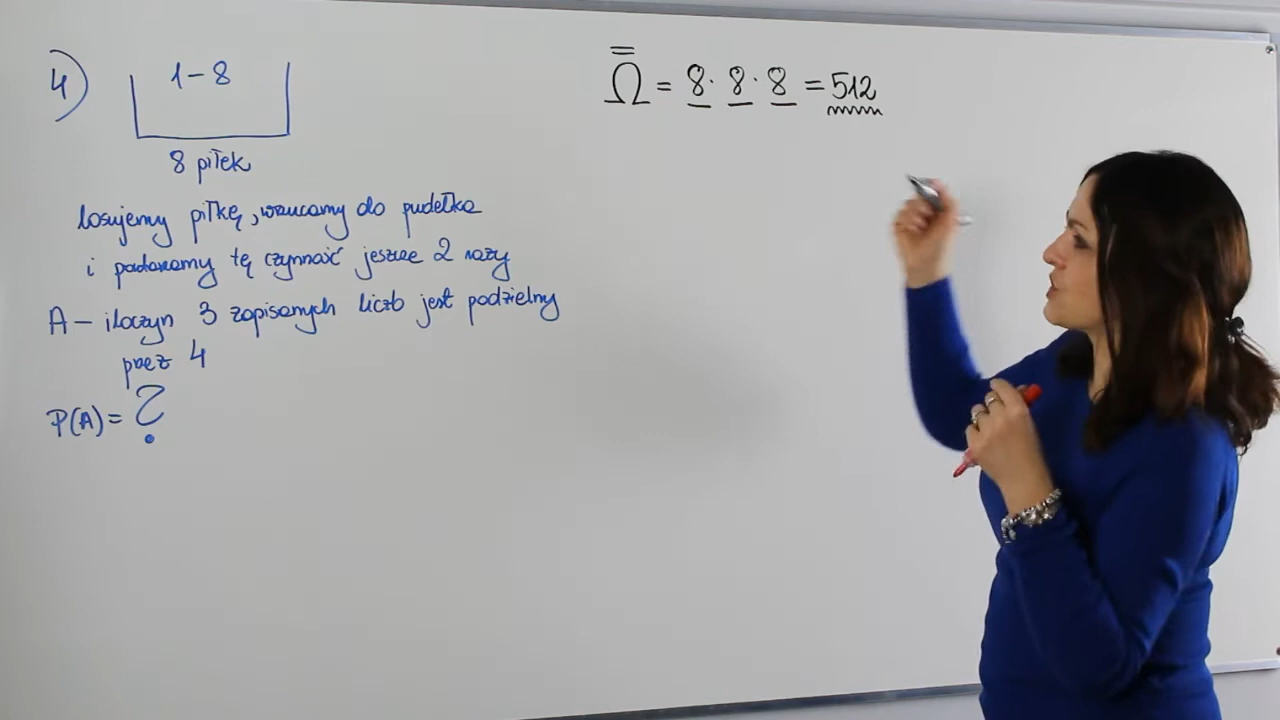 4)
1-8
8 piłek
losujemy piłkę, wrzucamy do pudełka
i powtarzamy tę czynność jeszcze 2 razy
A - iloczyn 3 zapisanych liczb jest podzielny
przez 4
P(A) = ?
Ω = 8 · 8 · 8 = 512